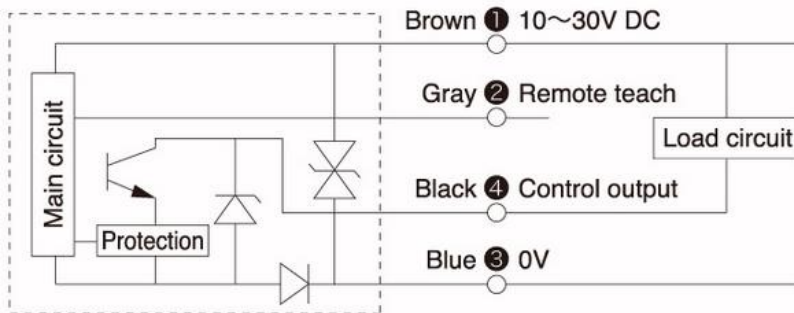 Brown ❶ 10～30V DC
Gray ❷ Remote teach
Main circuit
Load circuit
Black ❹ Control output
Protection
Blue ❸ 0V